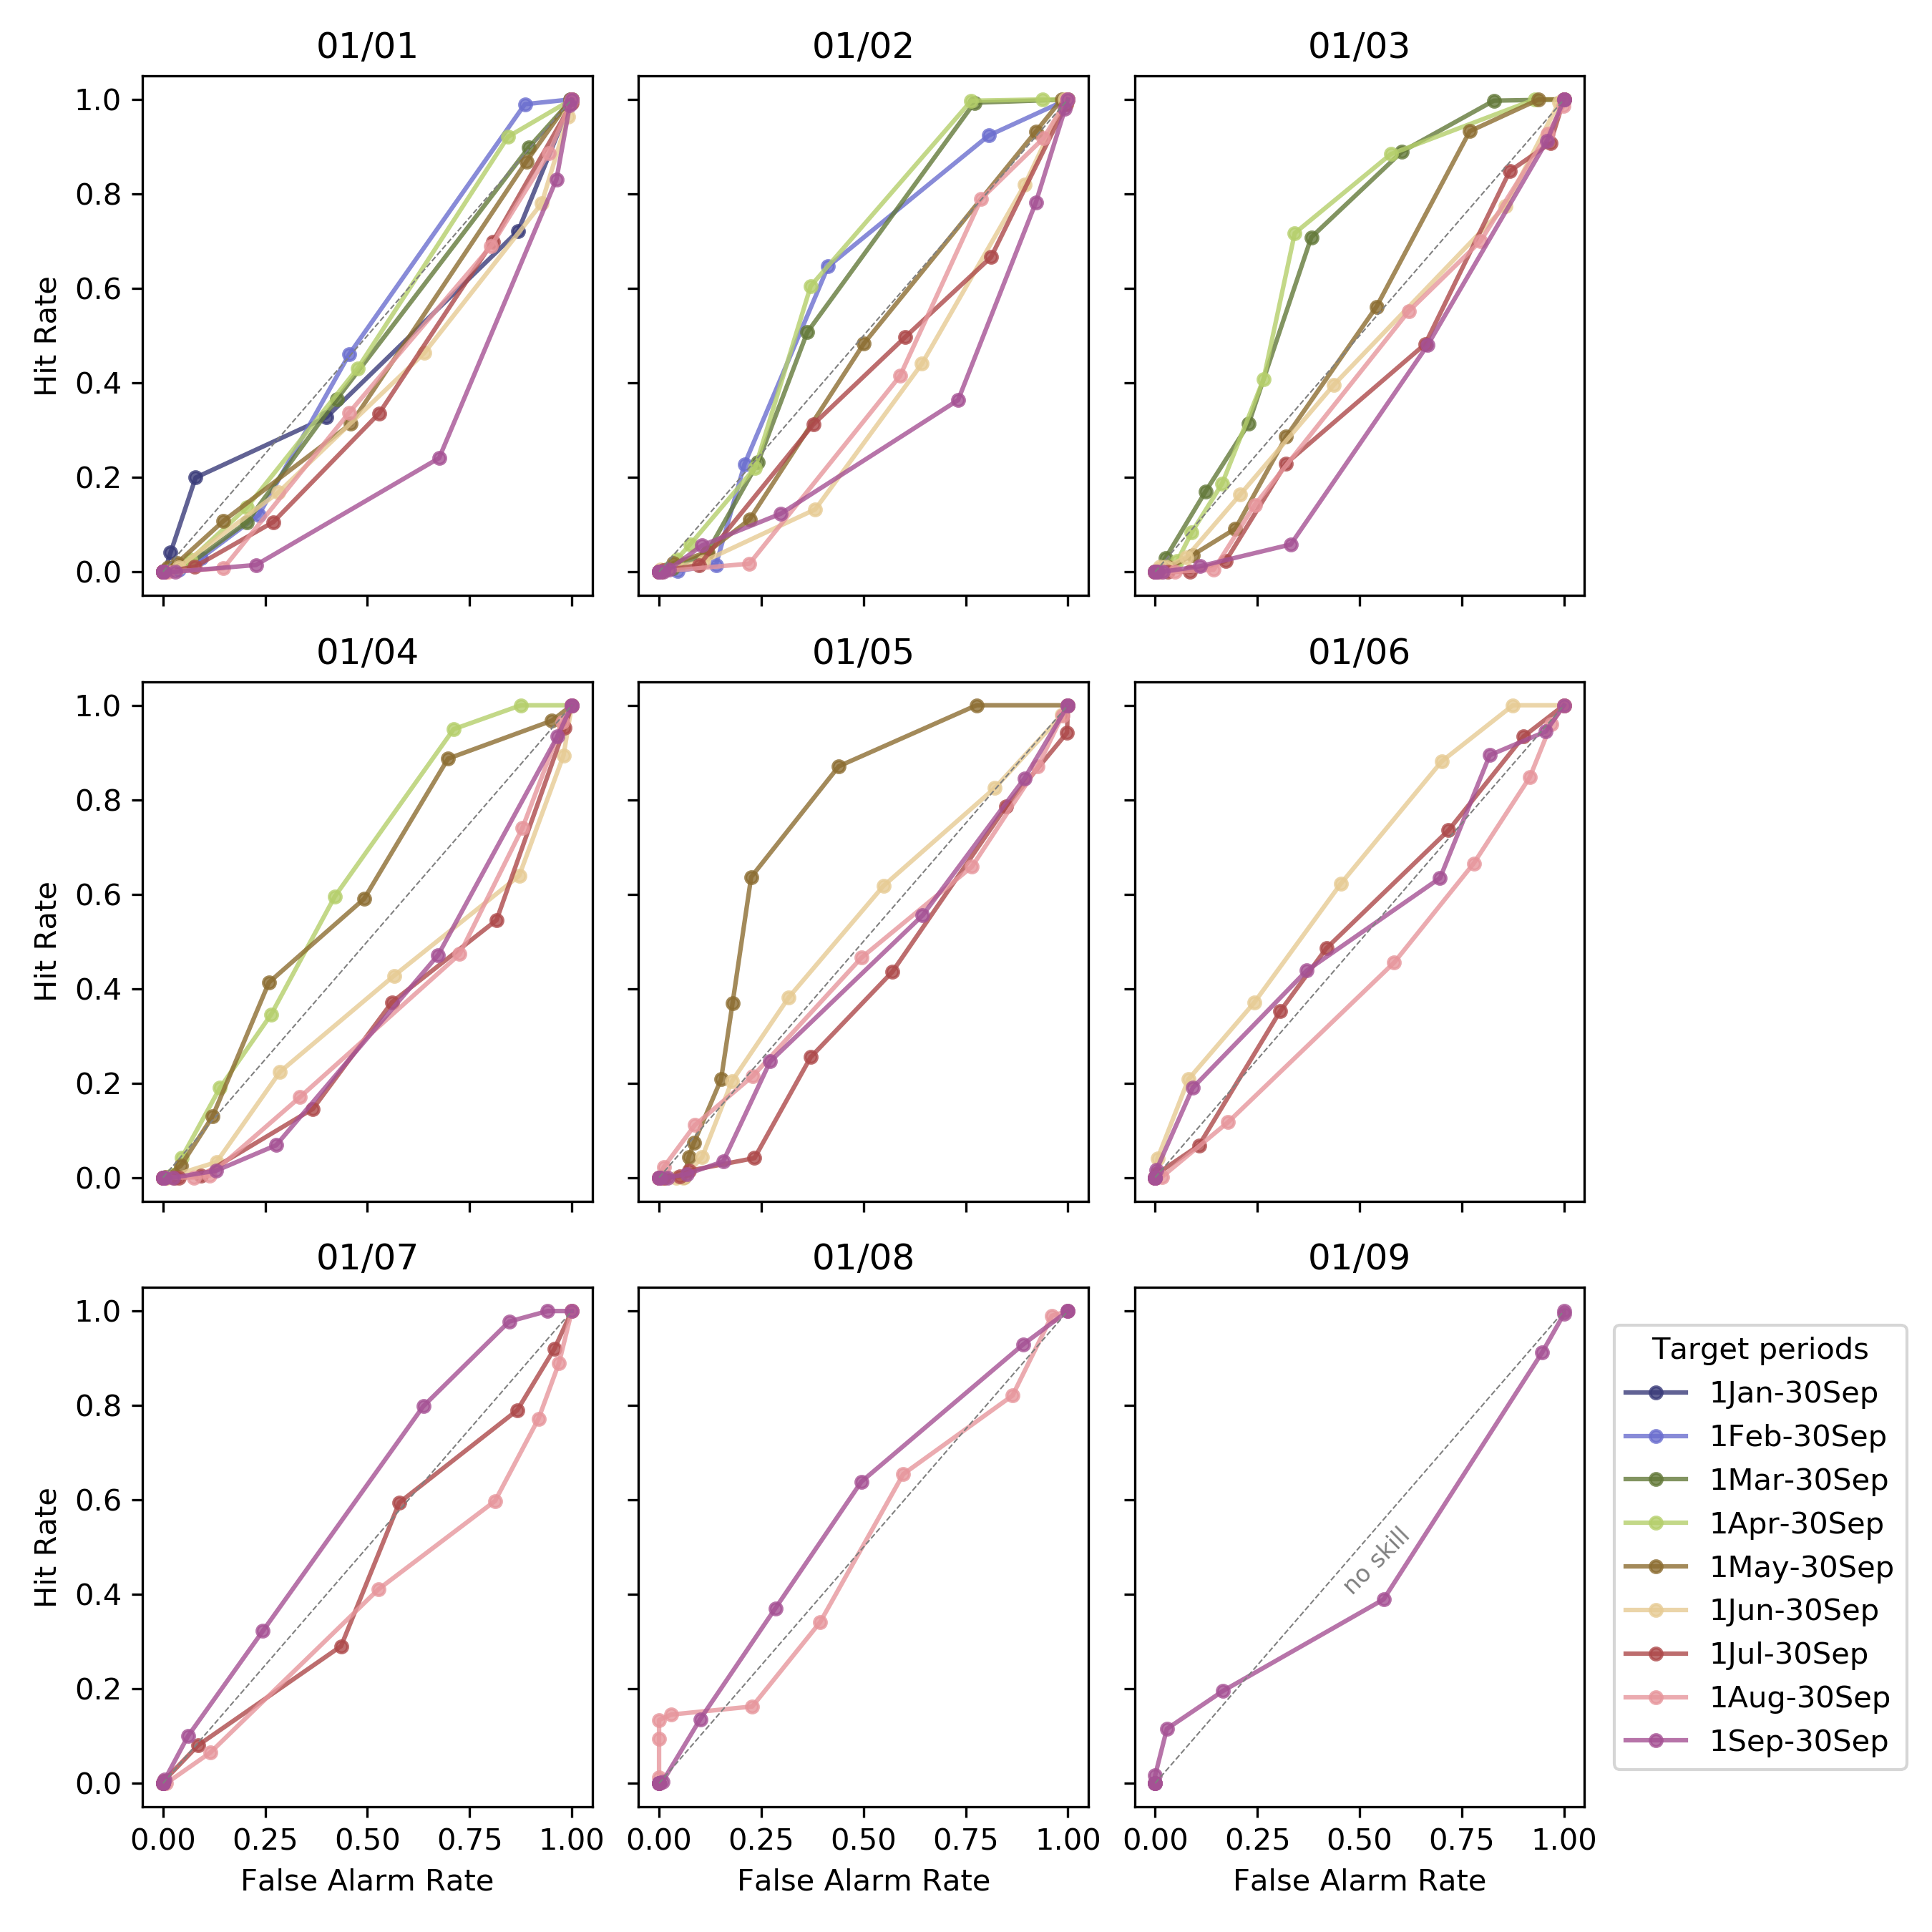 01/01
01/02
01/03
Hit Rate
1.0
0.8
0.6
0.4
0.2
0.0
01/04
01/05
01/06
Hit Rate
1.0
0.8
0.6
0.4
0.2
0.0
01/07
01/08
01/09
Hit Rate
1.0
0.8
0.6
0.4
0.2
0.0
no skill
0.00 0.25 0.50 0.75 1.00
0.00 0.25 0.50 0.75 1.00
0.00 0.25 0.50 0.75 1.00
False Alarm Rate
False Alarm Rate
False Alarm Rate
Target periods
1Jan-30Sep
1Feb-30Sep
1Mar-30Sep
1Apr-30Sep
1May-30Sep
1Jun-30Sep
1Jul-30Sep
1Aug-30Sep
1Sep-30Sep